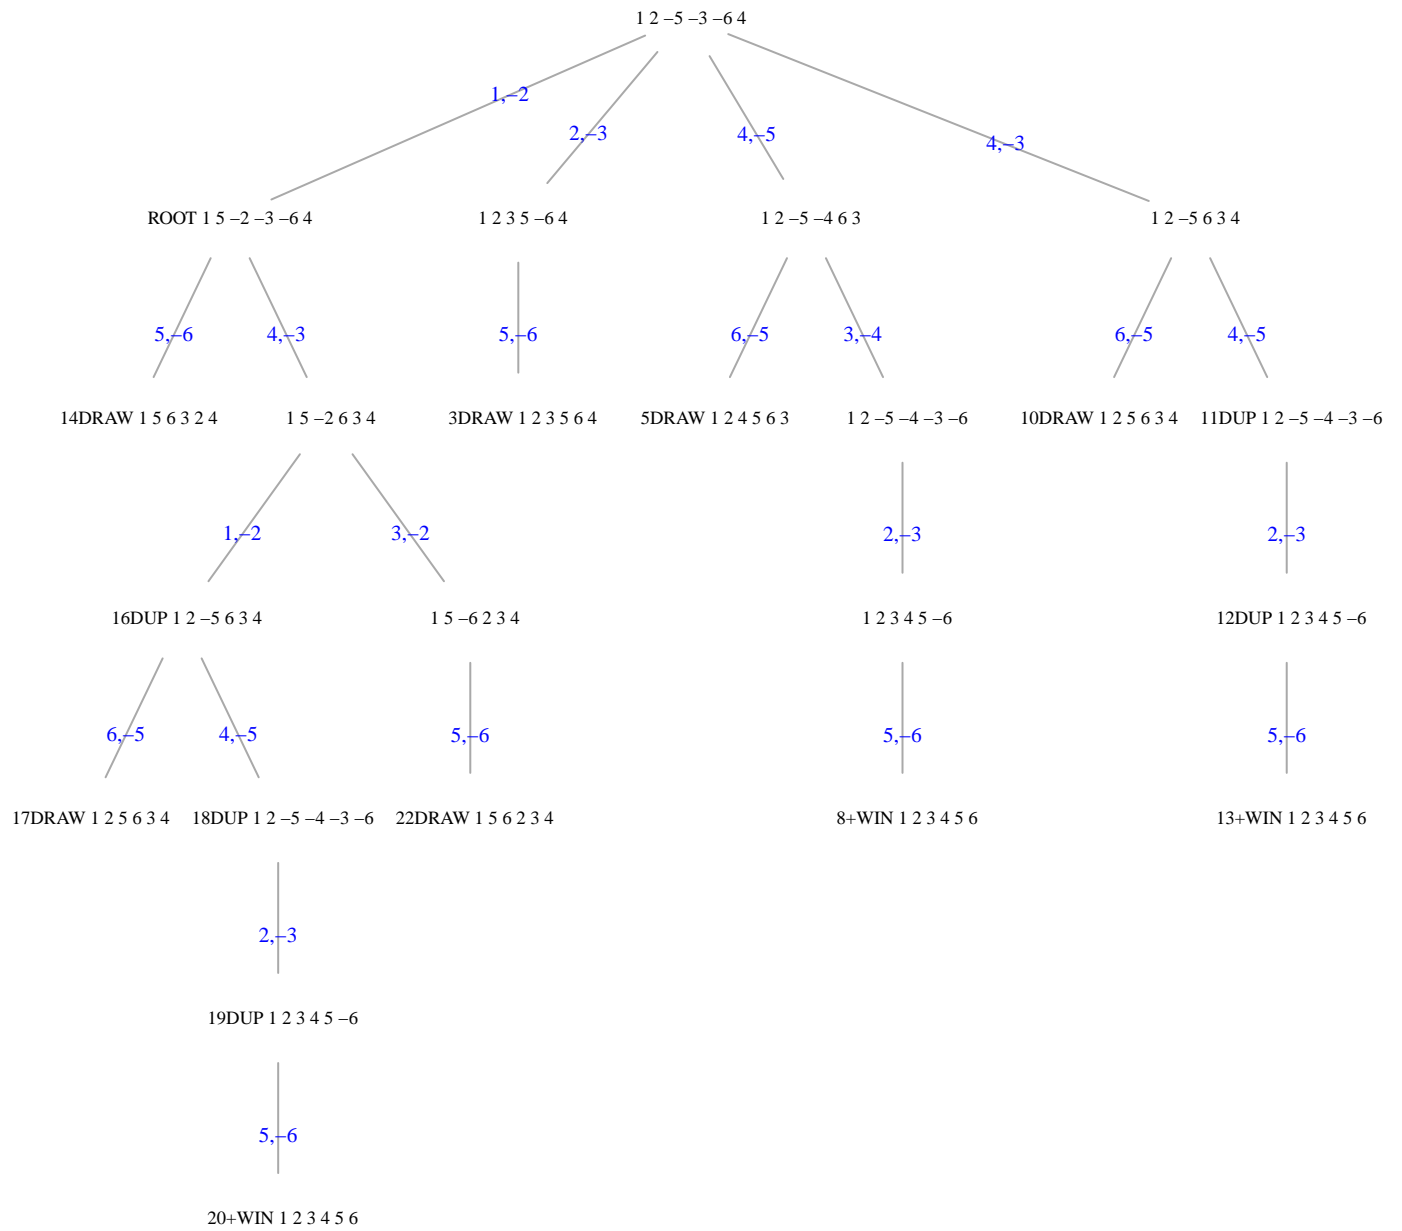 1 2 –5 –3 –6 4
1,–2
2,–3
4,–5
4,–3
ROOT 1 5 –2 –3 –6 4
1 2 3 5 –6 4
1 2 –5 –4 6 3
1 2 –5 6 3 4
5,–6
4,–3
5,–6
6,–5
3,–4
6,–5
4,–5
14DRAW 1 5 6 3 2 4
1 5 –2 6 3 4
3DRAW 1 2 3 5 6 4
5DRAW 1 2 4 5 6 3
1 2 –5 –4 –3 –6
10DRAW 1 2 5 6 3 4
11DUP 1 2 –5 –4 –3 –6
1,–2
3,–2
2,–3
2,–3
16DUP 1 2 –5 6 3 4
1 5 –6 2 3 4
1 2 3 4 5 –6
12DUP 1 2 3 4 5 –6
6,–5
4,–5
5,–6
5,–6
5,–6
17DRAW 1 2 5 6 3 4
18DUP 1 2 –5 –4 –3 –6
22DRAW 1 5 6 2 3 4
8+WIN 1 2 3 4 5 6
13+WIN 1 2 3 4 5 6
2,–3
19DUP 1 2 3 4 5 –6
5,–6
20+WIN 1 2 3 4 5 6